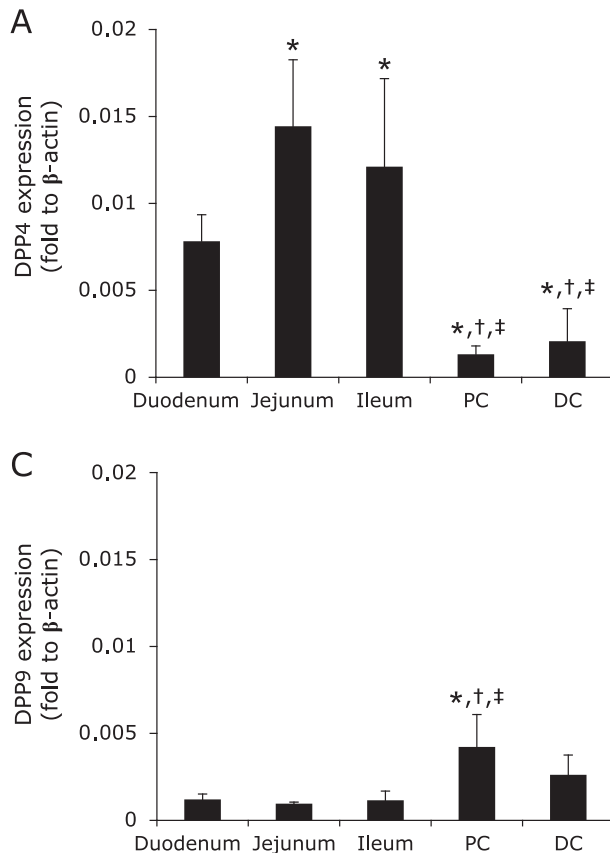 A
DPP4 expression
(fold to β-actin)
0.02
0.015
0.01
0.005
0
*
*
*,†,‡
*,†,‡
Duodenum Jejunum Ileum PC DC
C
DPP9 expression
(fold to β-actin)
0.02
0.015
0.01
0.005
0
*,†,‡
Duodenum Jejunum Ileum PC DC